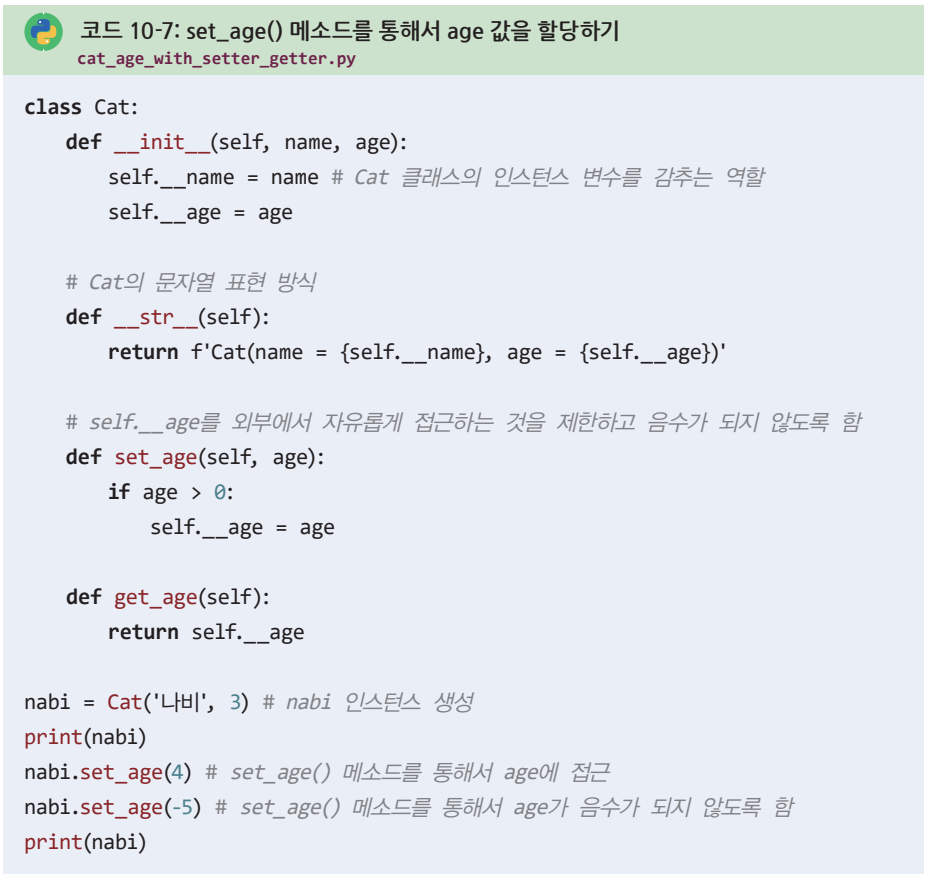 코드 10-7: set_age() 메소드를 통해서 age 값을 할당하기
cat_age_with_setter_getter.py
class Cat:
    def __init__(self, name, age):
        self.__name = name # Cat 클래스의 인스턴스 변수를 감추는 역할
        self.__age = age

    # Cat의 문자열 표현 방식
    def __str__(self):
        return f'Cat(name = {self.__name}, age = {self.__age})'

    # self.__age를 외부에서 자유롭게 접근하는 것을 제한하고 음수가 되지 않도록 함
    def set_age(self, age):
        if age > 0:
            self.__age = age

    def get_age(self):
        return self.__age

nabi = Cat('나비', 3) # nabi 인스턴스 생성
print(nabi)
nabi.set_age(4) # set_age() 메소드를 통해서 age에 접근
nabi.set_age(-5) # set_age() 메소드를 통해서 age가 음수가 되지 않도록 함
print(nabi)